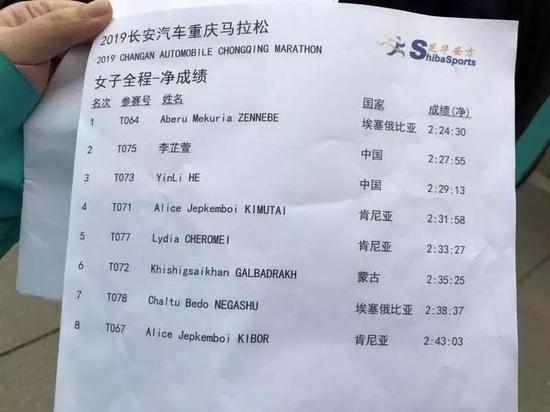 2019长安汽车重庆马拉松
2019 CHANGAN AUTOMOBILE CHONGQING MARATHON
ShibaSports
女子全程-净成绩
名次 参赛号 姓名 国家 成绩(净)
1 T064 Aberu Mekuria ZENNEBE 埃塞俄比亚 2:24:30
2 T075 李芷萱 中国 2:27:55
3 T073 YinLi HE 中国 2:29:13
4 T071 Alice Jepkemboi KIMUTAI 肯尼亚 2:31:58
5 T077 Lydia CHEROMEI 肯尼亚 2:33:27
6 T072 Khishigsaikhan GALBADRAKH 蒙古 2:35:25
7 T078 Chaltu Bedo NEGASHU 埃塞俄比亚 2:38:37
8 T067 Alice Jepkemboi KIBOR 肯尼亚 2:43:03